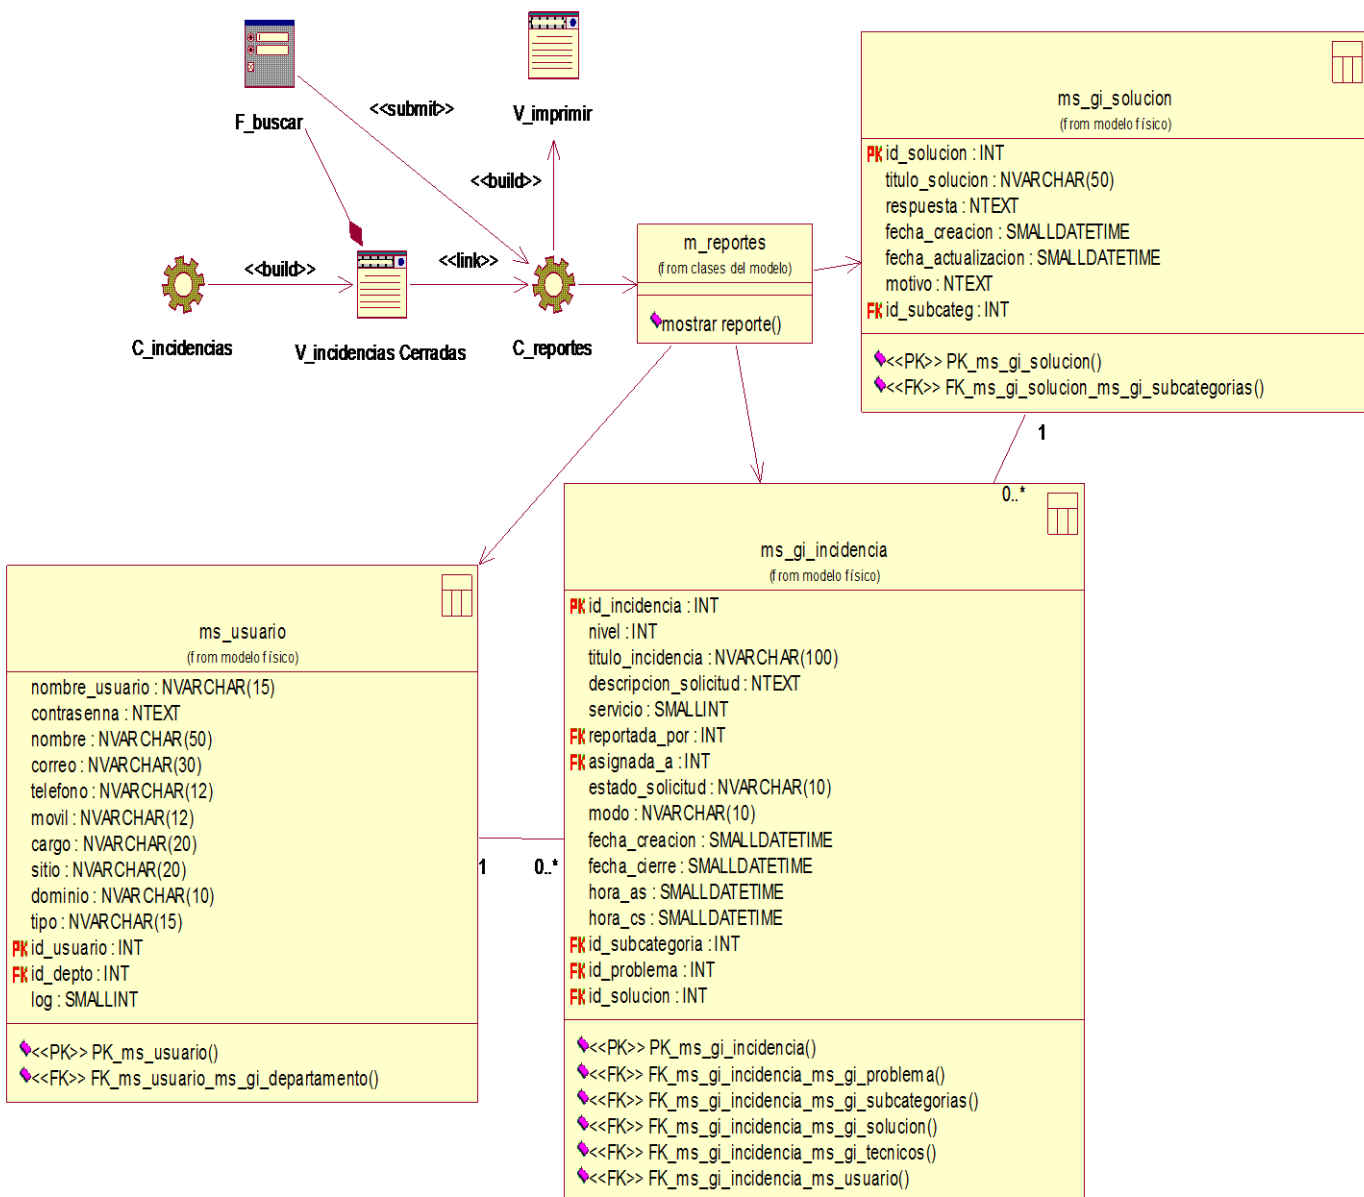 F_buscar
<<submit>>
V_imprimir
<<build>>
C_incidencias
<<build>>
V_incidencias Cerradas
<<link>>
C_reportes
m_reportes
(from clases del modelo)
mostrar reporte()
ms_gi_solucion
(from modelo físico)
PK id_solucion : INT
titulo_solucion : NVARCHAR(50)
respuesta : NTEXT
fecha_creacion : SMALLDATETIME
fecha_actualizacion : SMALLDATETIME
motivo : NTEXT
FK id_subcateg : INT
<<PK>> PK_ms_gi_solucion()
<<FK>> FK_ms_gi_solucion_ms_gi_subcategorias()
1
0..*
ms_usuario
(from modelo físico)
nombre_usuario : NVARCHAR(15)
contrasenna : NTEXT
nombre : NVARCHAR(50)
correo : NVARCHAR(30)
telefono : NVARCHAR(12)
movil : NVARCHAR(12)
cargo : NVARCHAR(20)
sitio : NVARCHAR(20)
dominio : NVARCHAR(10)
tipo : NVARCHAR(15)
PK id_usuario : INT
FK id_depto : INT
log : SMALLINT
<<PK>> PK_ms_usuario()
<<FK>> FK_ms_usuario_ms_gi_departamento()
1
0..*
ms_gi_incidencia
(from modelo físico)
PK id_incidencia : INT
nivel : INT
titulo_incidencia : NVARCHAR(100)
descripcion_solicitud : NTEXT
servicio : SMALLINT
FK reportada_por : INT
FK asignada_a : INT
estado_solicitud : NVARCHAR(10)
modo : NVARCHAR(10)
fecha_creacion : SMALLDATETIME
fecha_cierre : SMALLDATETIME
hora_as : SMALLDATETIME
hora_cs : SMALLDATETIME
FK id_subcategoria : INT
FK id_problema : INT
FK id_solucion : INT
<<PK>> PK_ms_gi_incidencia()
<<FK>> FK_ms_gi_incidencia_ms_gi_problema()
<<FK>> FK_ms_gi_incidencia_ms_gi_subcategorias()
<<FK>> FK_ms_gi_incidencia_ms_gi_solucion()
<<FK>> FK_ms_gi_incidencia_ms_gi_tecnicos()
<<FK>> FK_ms_gi_incidencia_ms_usuario()